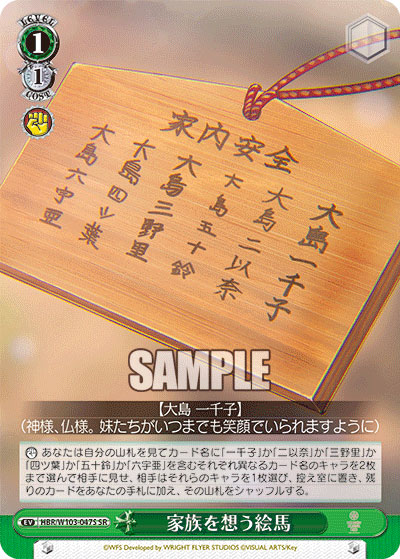 LEVEL
1
1
COST
家内安全
大島一千子
大島二以奈
大島五十鈴
大島三野里
大島四ツ葉
大島六宇亜
SAMPLE
【大島 一千子】
(神様、仏様。妹たちがいつまでも笑顔でいられますように)
あなたは自分の山札を見てカード名に「一千子」か「二以奈」か「三野里」か
「四ツ葉」か「五十鈴」か「六宇亜」を含むそれぞれ異なるカード名のキャラを2枚
まで選んで相手に見せ、相手はそれらのキャラを1枚選び、控え室に置き、残
りのカードをあなたの手札に加え、その山札をシャッフルする。
EV HBR/W103-047S SR
家族を想う絵馬
©WFS Developed by WRIGHT FLYER STUDIOS ©VISUAL ARTS/Key